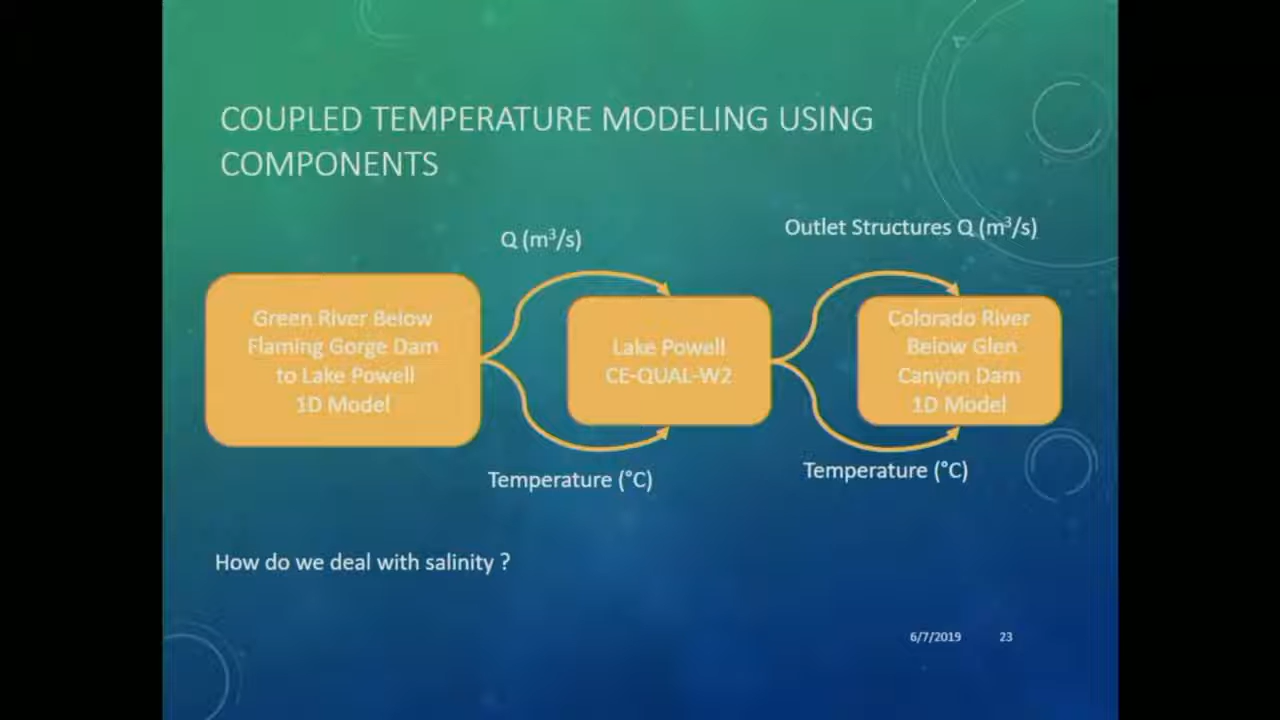 COUPLED TEMPERATURE MODELING USING
COMPONENTS
Q (m³/s)
Outlet Structures Q (m³/s)
Green River Below
Flaming Gorge Dam
to Lake Powell
1D Model
Lake Powell
CE-QUAL-W2
Colorado River
Below Glen
Canyon Dam
1D Model
Temperature (°C)
Temperature (°C)
How do we deal with salinity ?
6/7/2019
23